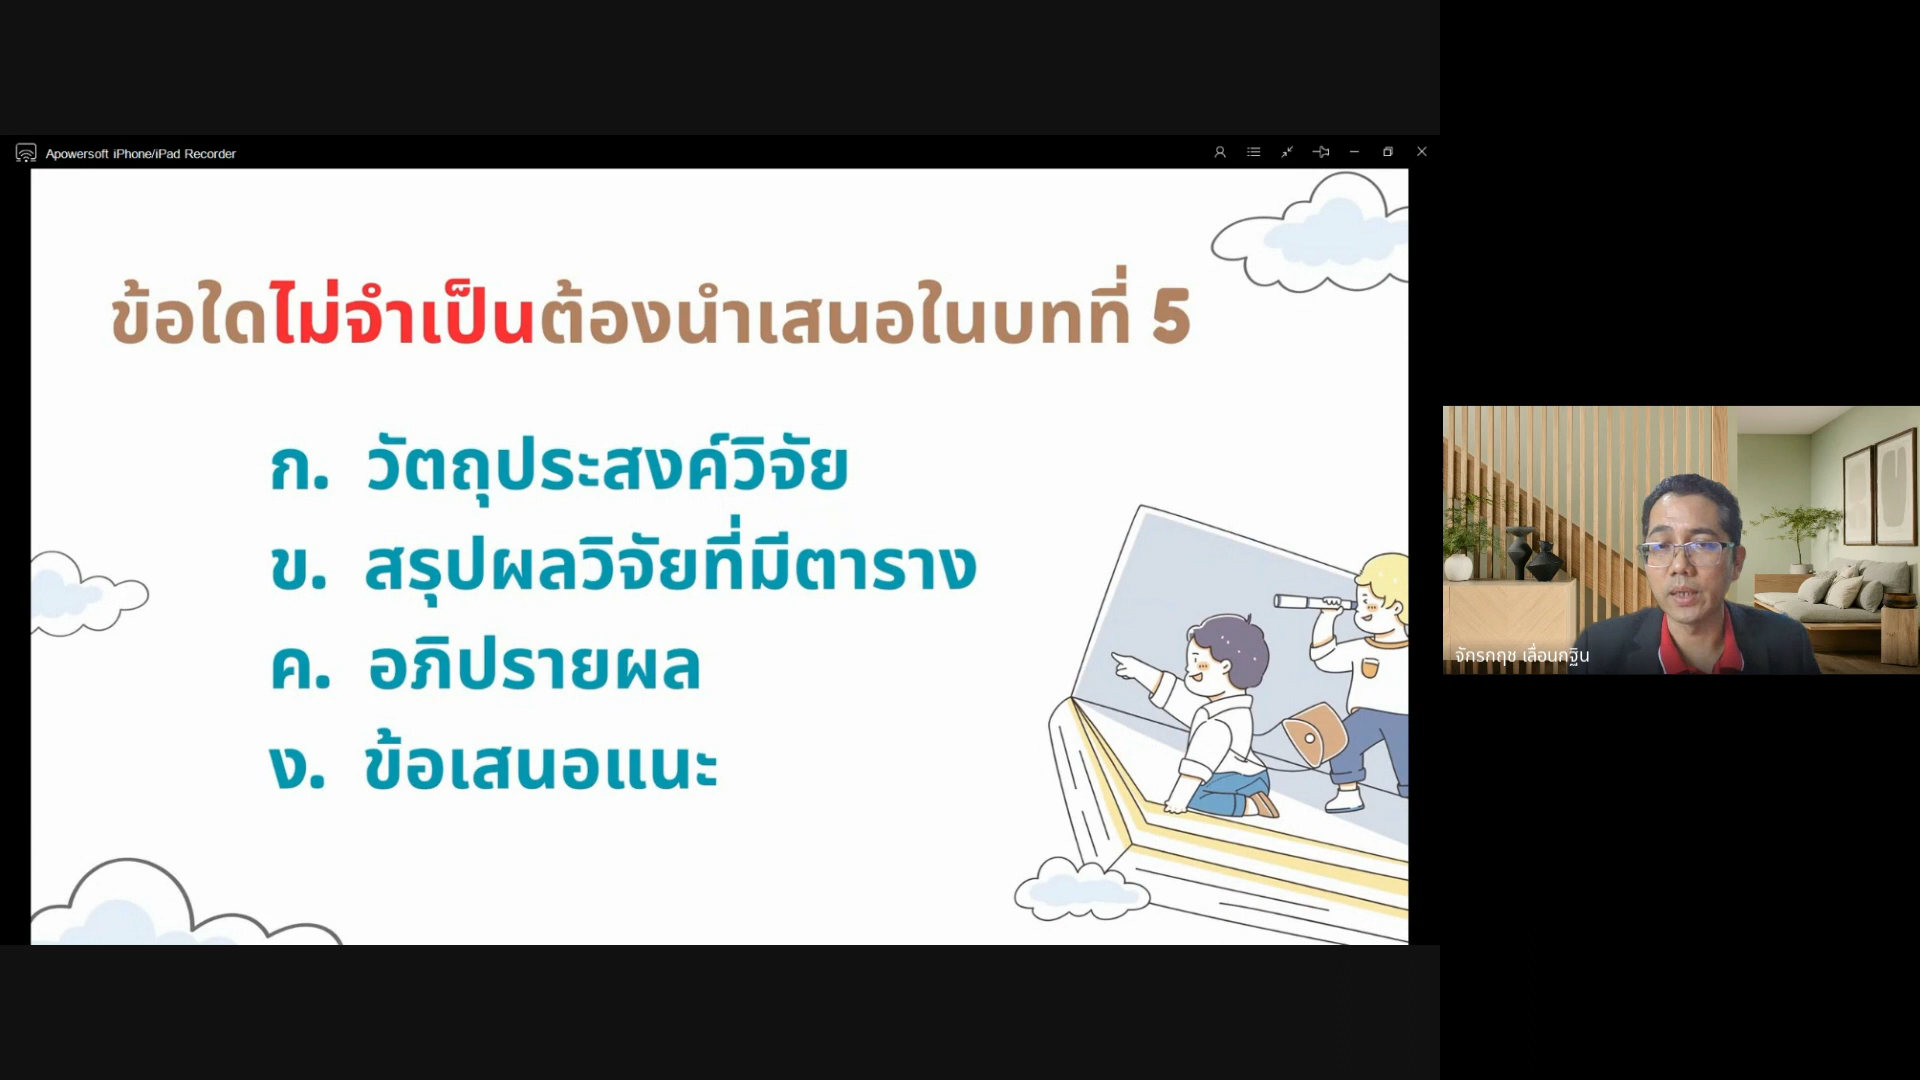 Apowersoft iPhone/iPad Recorder
ข้อใดไม่จำเป็นต้องนำเสนอในบทที่ 5
ก. วัตถุประสงค์วิจัย
ข. สรุปผลวิจัยที่มีตาราง
ค. อภิปรายผล
ง. ข้อเสนอแนะ
จักรกฤช เลื่อนกฐิน